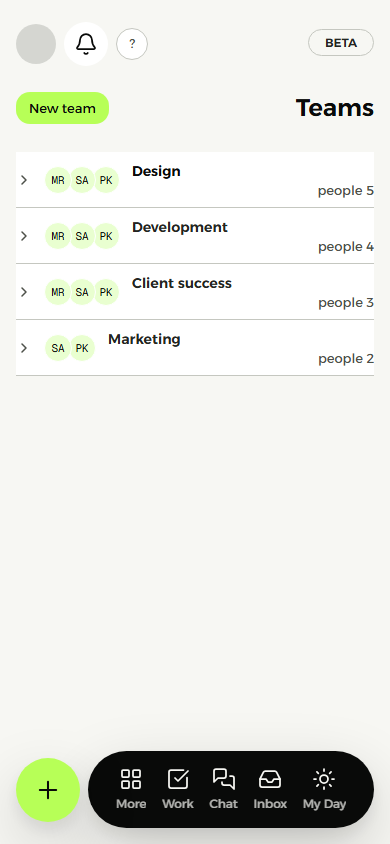 ?
BETA
New team
Teams
MR SA PK
Design
people 5
MR SA PK
Development
people 4
MR SA PK
Client success
people 3
SA PK
Marketing
people 2
More Work Chat Inbox My Day